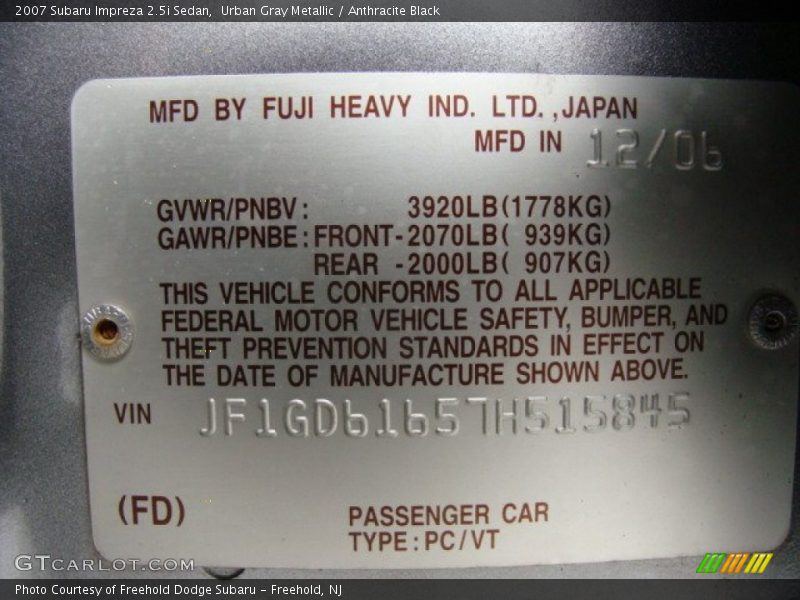 2007 Subaru Impreza 2.5i Sedan,  Urban Gray Metallic / Anthracite Black
MFD BY FUJI HEAVY IND. LTD.,JAPAN
MFD IN 12/06
GVWR/PNBV: 3920LB(1778KG)
GAWR/PNBE:FRONT-2070LB( 939KG)
REAR -2000LB( 907KG)
THIS VEHICLE CONFORMS TO ALL APPLICABLE
FEDERAL MOTOR VEHICLE SAFETY, BUMPER, AND
THEFT PREVENTION STANDARDS IN EFFECT ON
THE DATE OF MANUFACTURE SHOWN ABOVE.
VIN JF1GD61657H515845
(FD) PASSENGER CAR
TYPE:PC/VT
GTCARLOT.COM
Photo Courtesy of Freehold Dodge Subaru - Freehold, NJ